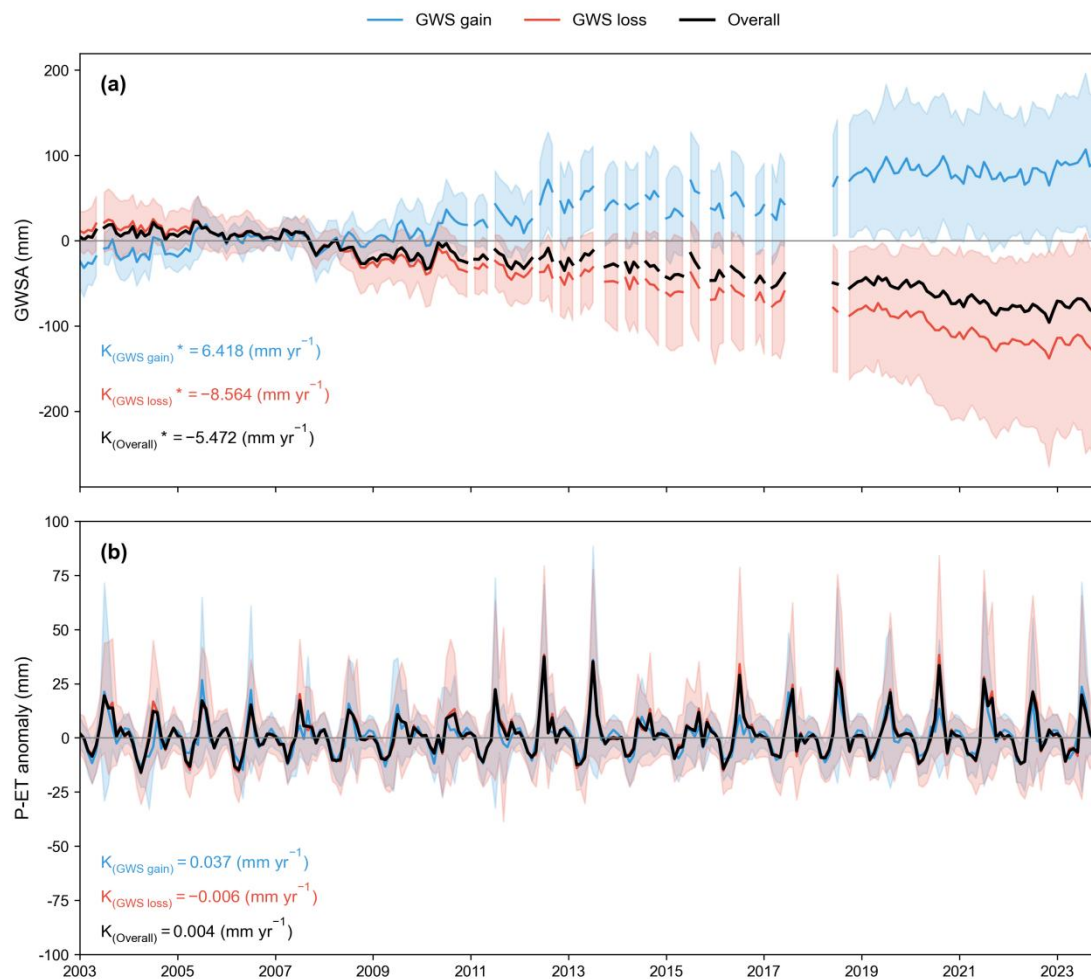 GWS gain GWS loss Overall
(a)
200
100
0
-100
-200
GWSA (mm)
K(GWS gain)* = 6.418 (mm yr−1)
K(GWS loss)* = −8.564 (mm yr−1)
K(Overall)* = −5.472 (mm yr−1)
(b)
100
75
50
25
0
-25
-50
-75
-100
P-ET anomaly (mm)
K(GWS gain) = 0.037 (mm yr−1)
K(GWS loss) = −0.006 (mm yr−1)
K(Overall) = 0.004 (mm yr−1)
2003 2005 2007 2009 2011 2013 2015 2017 2019 2021 2023